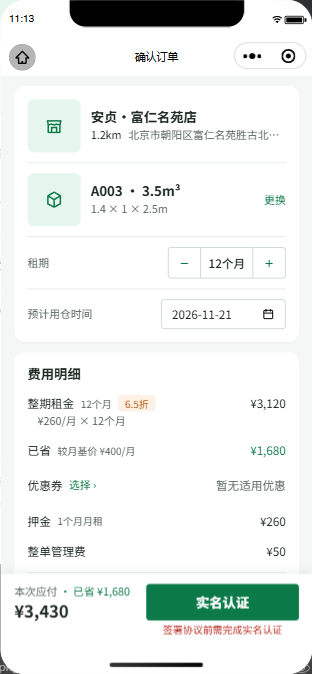 11:13
确认订单
安贞·富仁名苑店
1.2km 北京市朝阳区富仁名苑胜古北…
A003 · 3.5m³
1.4 × 1 × 2.5m
更换
租期
− 12个月 +
预计用仓时间
2026-11-21
费用明细
整期租金 12个月 6.5折 ¥3,120
¥260/月 × 12个月
已省 较月基价 ¥400/月 ¥1,680
优惠券 选择 › 暂无适用优惠
押金 1个月月租 ¥260
整单管理费 ¥50
本次应付 · 已省 ¥1,680
¥3,430
实名认证
签署协议前需完成实名认证